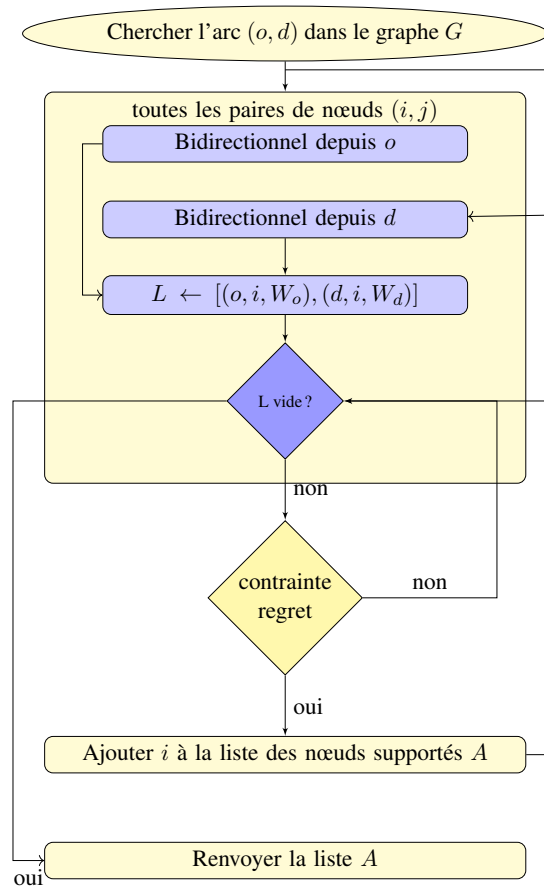 Chercher l'arc (o, d) dans le graphe G
toutes les paires de nœuds (i, j)
Bidirectionnel depuis o
Bidirectionnel depuis d
L ← [(o, i, W_o), (d, i, W_d)]
L vide ?
non
contrainte
regret
non
oui
Ajouter i à la liste des nœuds supportés A
Renvoyer la liste A
oui